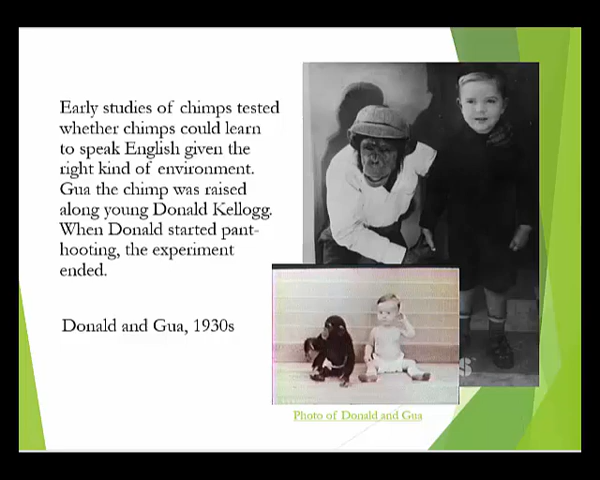 Early studies of chimps tested
whether chimps could learn
to speak English given the
right kind of environment.
Gua the chimp was raised
along young Donald Kellogg.
When Donald started pant-
hooting, the experiment
ended.
Donald and Gua, 1930s
Photo of Donald and Gua